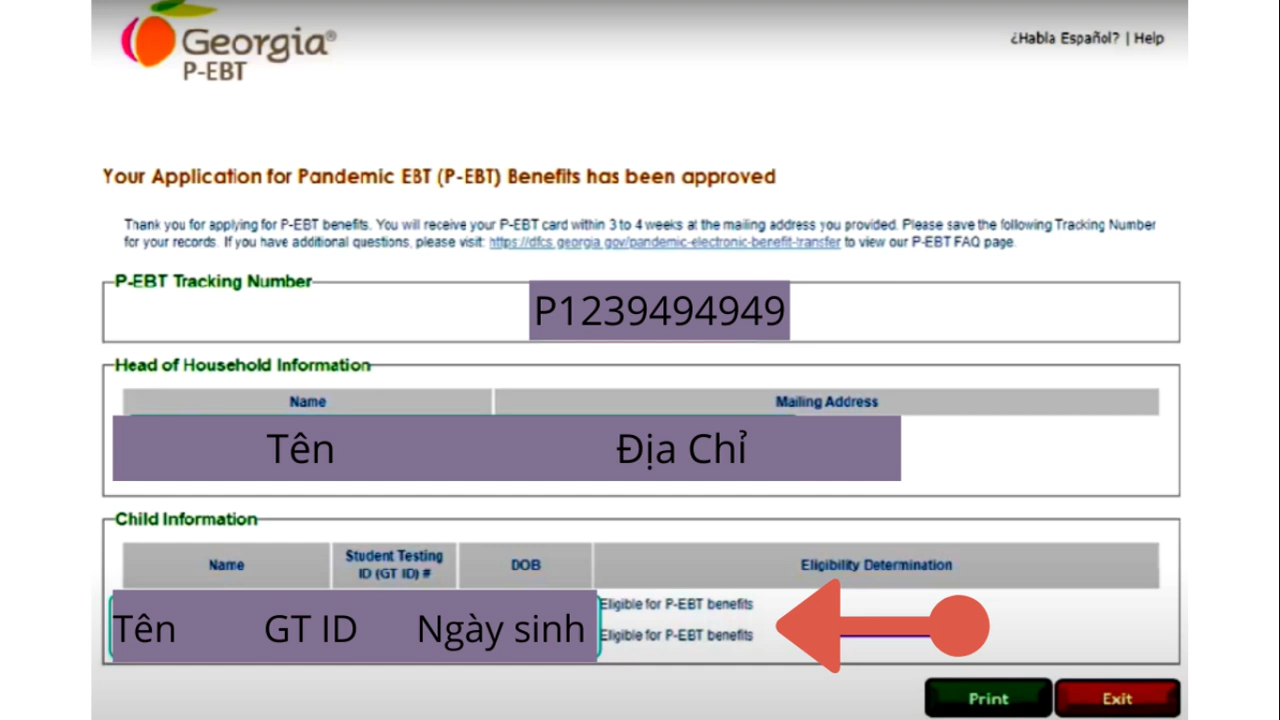 Georgia®
P-EBT
¿Habla Español? | Help
Your Application for Pandemic EBT (P-EBT) Benefits has been approved
Thank you for applying for P-EBT benefits. You will receive your P-EBT card within 3 to 4 weeks at the mailing address you provided. Please save the following Tracking Number
for your records. If you have additional questions, please visit: https://dfcs.georgia.gov/pandemic-electronic-benefit-transfer to view our P-EBT FAQ page.
P-EBT Tracking Number
P1239494949
Head of Household Information
Name Mailing Address
Tên Địa Chỉ
Child Information
Name Student Testing ID (GT ID) # DOB Eligibility Determination
Tên GT ID Ngày sinh
Eligible for P-EBT benefits
Eligible for P-EBT benefits
Print Exit